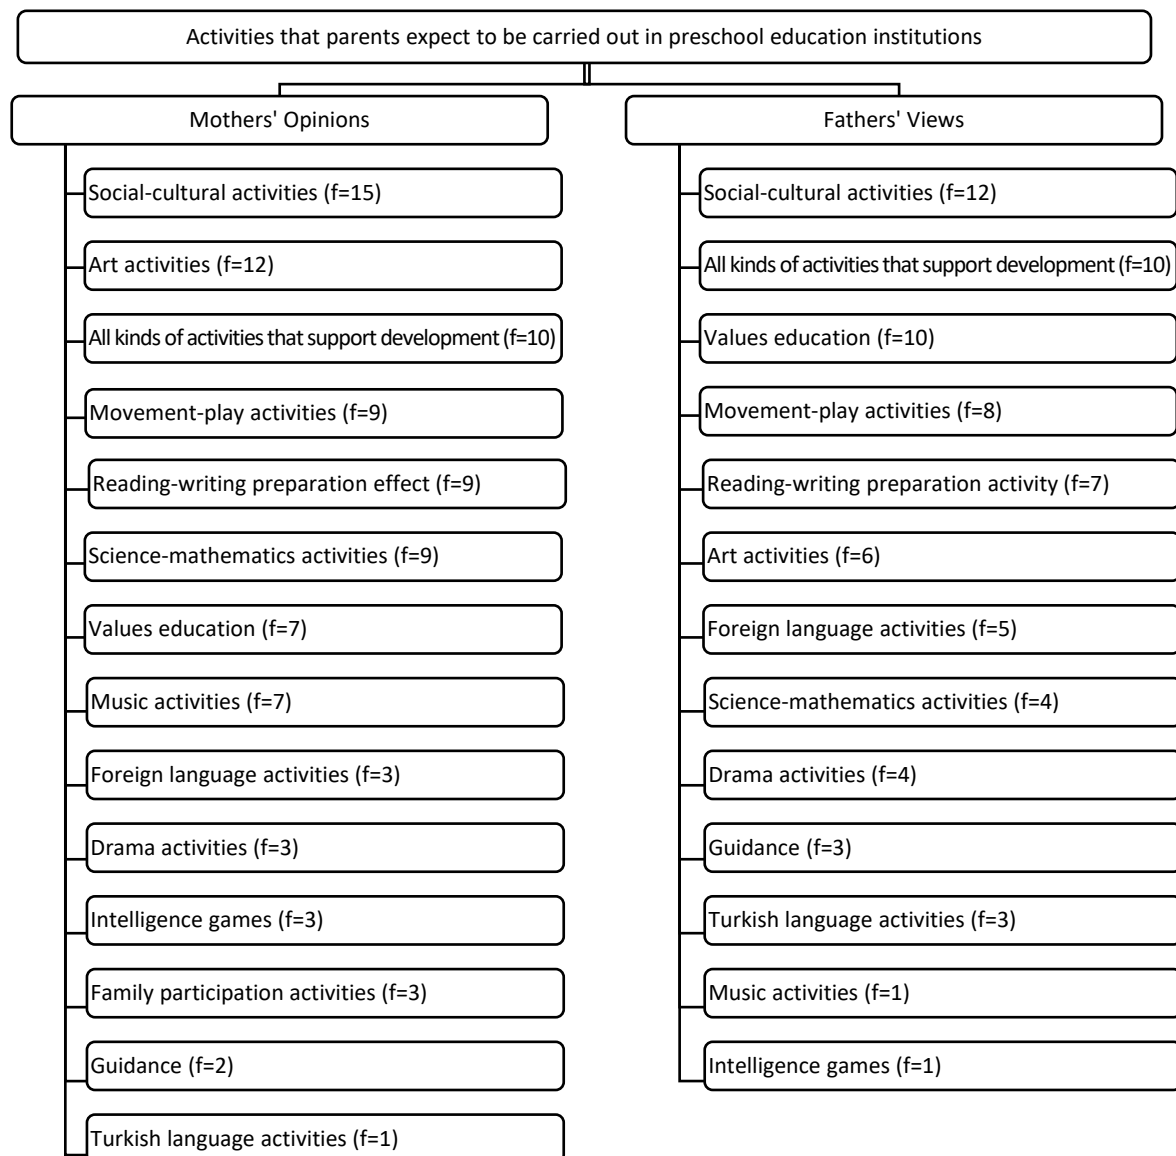 Activities that parents expect to be carried out in preschool education institutions
Mothers' Opinions
Social-cultural activities (f=15)
Art activities (f=12)
All kinds of activities that support development (f=10)
Movement-play activities (f=9)
Reading-writing preparation effect (f=9)
Science-mathematics activities (f=9)
Values education (f=7)
Music activities (f=7)
Foreign language activities (f=3)
Drama activities (f=3)
Intelligence games (f=3)
Family participation activities (f=3)
Guidance (f=2)
Turkish language activities (f=1)
Fathers' Views
Social-cultural activities (f=12)
All kinds of activities that support development (f=10)
Values education (f=10)
Movement-play activities (f=8)
Reading-writing preparation activity (f=7)
Art activities (f=6)
Foreign language activities (f=5)
Science-mathematics activities (f=4)
Drama activities (f=4)
Guidance (f=3)
Turkish language activities (f=3)
Music activities (f=1)
Intelligence games (f=1)